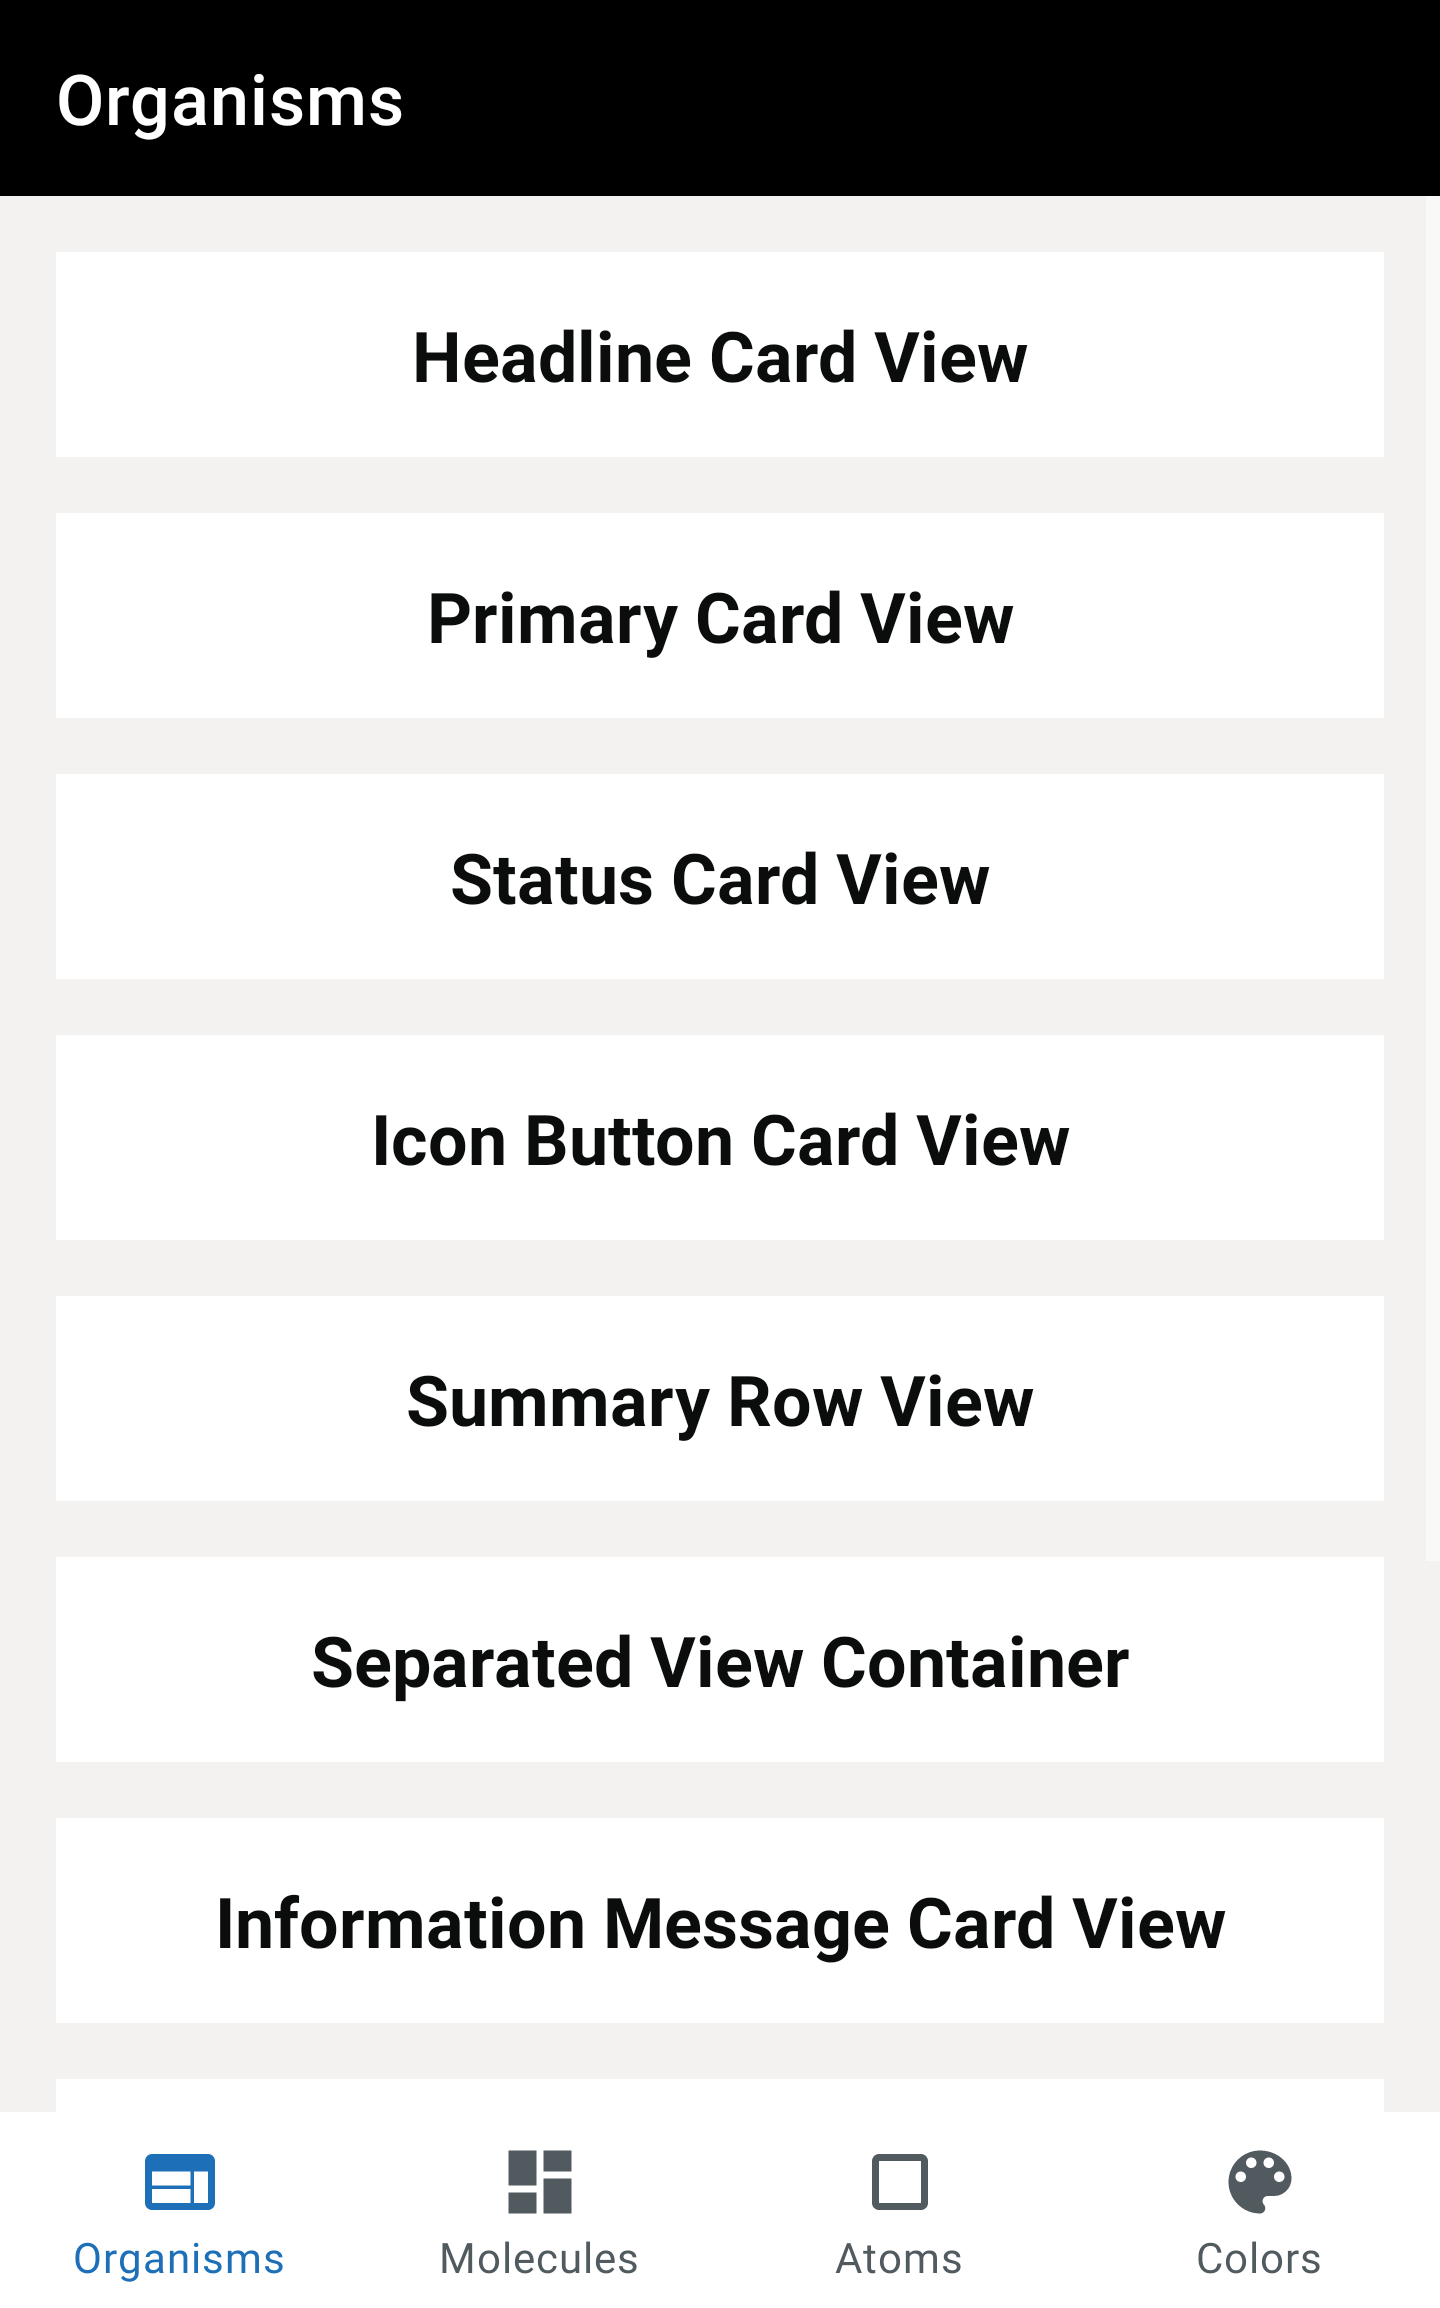 Organisms
Headline Card View
Primary Card View
Status Card View
Icon Button Card View
Summary Row View
Separated View Container
Information Message Card View
Organisms
Molecules
Atoms
Colors